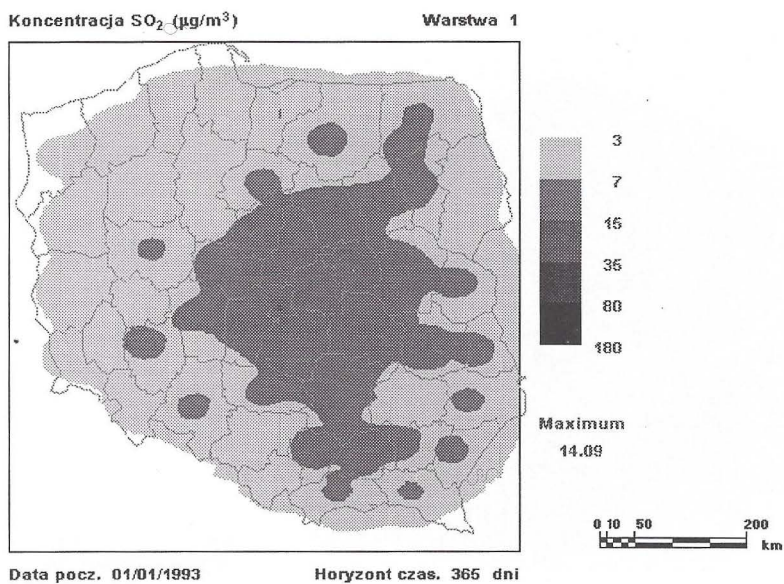 Koncentracja SO₂ (µg/m³) Warstwa 1
3
7
15
35
80
180
Maximum
14.09
0 10 50 200
km
Data pocz. 01/01/1993 Horyzont czas. 365 dni